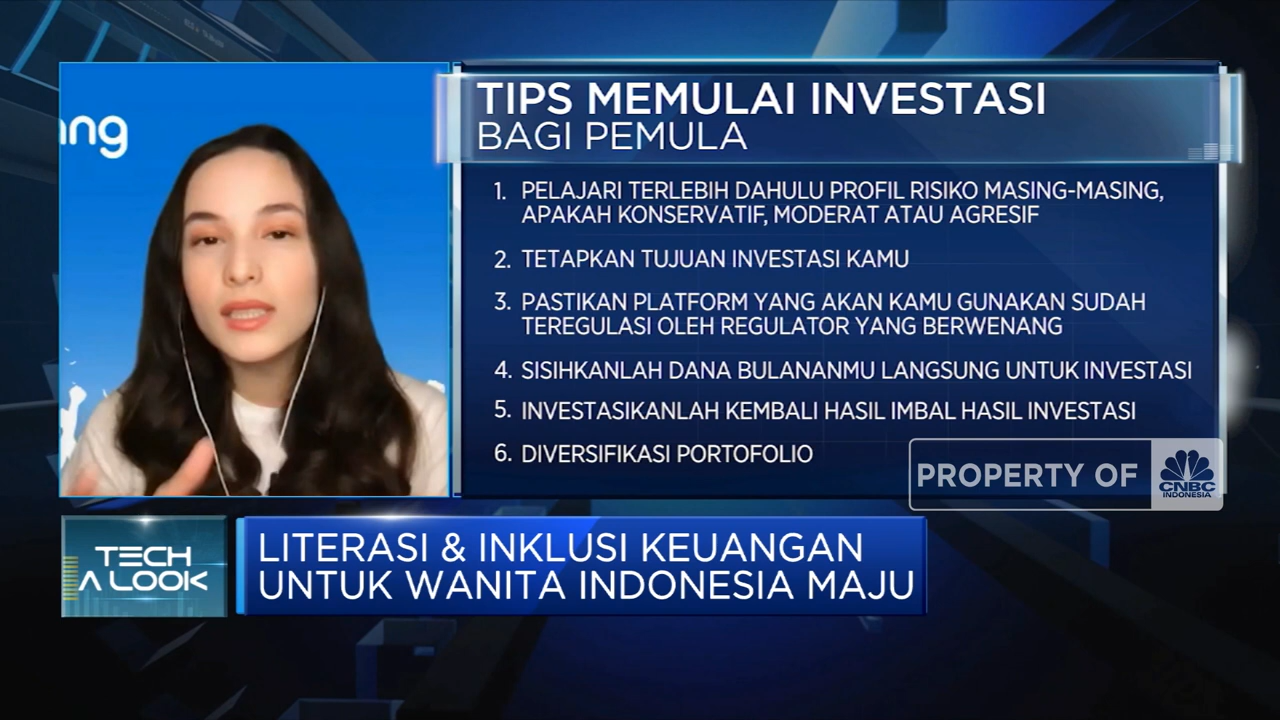 ang
TIPS MEMULAI INVESTASI
BAGI PEMULA
1. PELAJARI TERLEBIH DAHULU PROFIL RISIKO MASING-MASING,
APAKAH KONSERVATIF, MODERAT ATAU AGRESIF
2. TETAPKAN TUJUAN INVESTASI KAMU
3. PASTIKAN PLATFORM YANG AKAN KAMU GUNAKAN SUDAH
TEREGULASI OLEH REGULATOR YANG BERWENANG
4. SISIHKANLAH DANA BULANANMU LANGSUNG UNTUK INVESTASI
5. INVESTASIKANLAH KEMBALI HASIL IMBAL HASIL INVESTASI
6. DIVERSIFIKASI PORTOFOLIO
PROPERTY OF
CNBC
INDONESIA
TECH
A LOOK
LITERASI & INKLUSI KEUANGAN
UNTUK WANITA INDONESIA MAJU